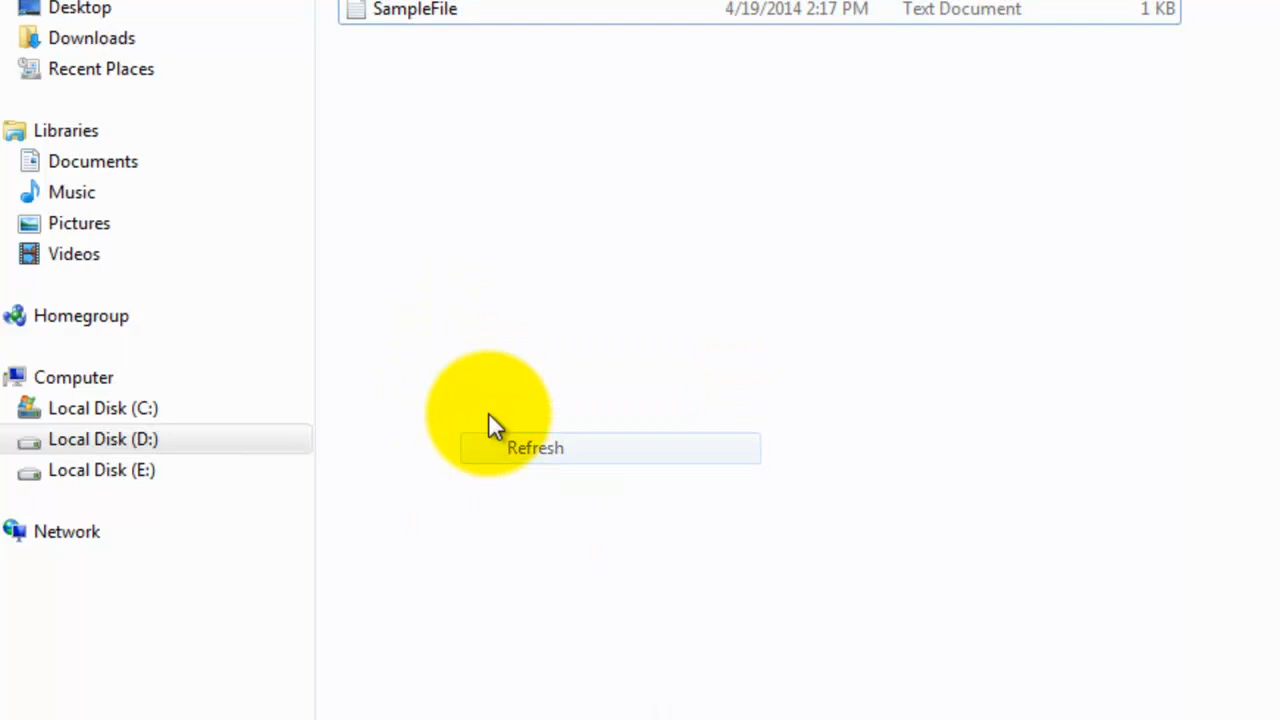 Desktop
SampleFile 4/19/2014 2:17 PM Text Document 1 KB
Downloads
Recent Places
Libraries
Documents
Music
Pictures
Videos
Homegroup
Computer
Local Disk (C:)
Local Disk (D:)
Refresh
Local Disk (E:)
Network